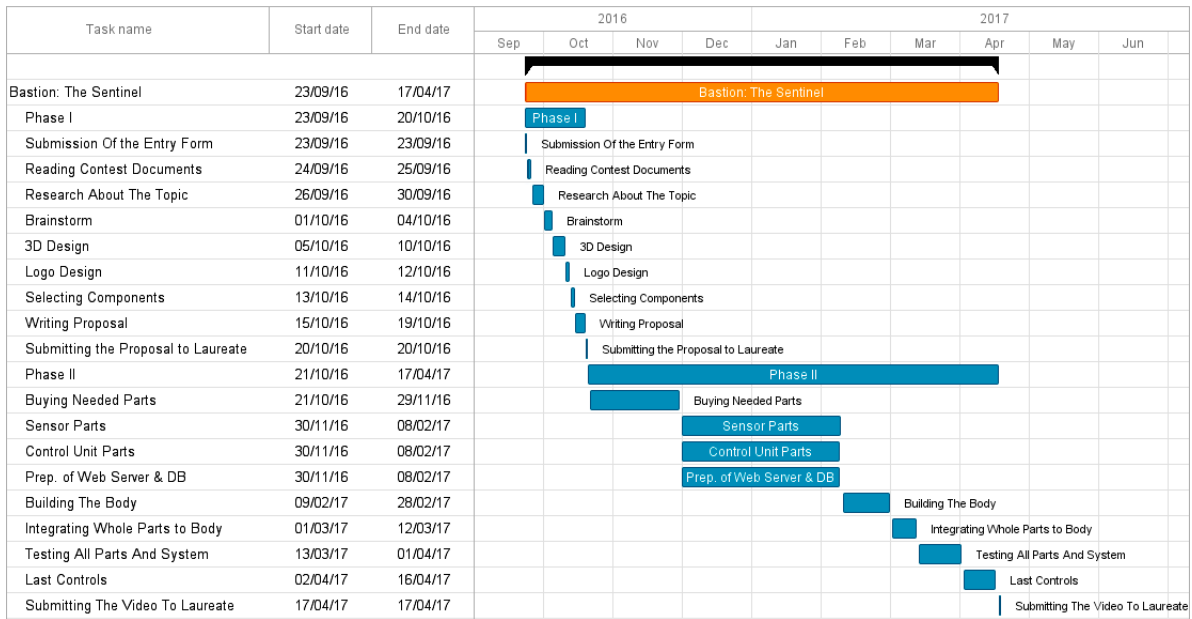 Task name Start date End date 2016 2017
Sep Oct Nov Dec Jan Feb Mar Apr May Jun
Bastion: The Sentinel 23/09/16 17/04/17 Bastion: The Sentinel
Phase I 23/09/16 20/10/16 Phase I
Submission Of the Entry Form 23/09/16 23/09/16 Submission Of the Entry Form
Reading Contest Documents 24/09/16 25/09/16 Reading Contest Documents
Research About The Topic 26/09/16 30/09/16 Research About The Topic
Brainstorm 01/10/16 04/10/16 Brainstorm
3D Design 05/10/16 10/10/16 3D Design
Logo Design 11/10/16 12/10/16 Logo Design
Selecting Components 13/10/16 14/10/16 Selecting Components
Writing Proposal 15/10/16 19/10/16 Writing Proposal
Submitting the Proposal to Laureate 20/10/16 20/10/16 Submitting the Proposal to Laureate
Phase II 21/10/16 17/04/17 Phase II
Buying Needed Parts 21/10/16 29/11/16 Buying Needed Parts
Sensor Parts 30/11/16 08/02/17 Sensor Parts
Control Unit Parts 30/11/16 08/02/17 Control Unit Parts
Prep. of Web Server & DB 30/11/16 08/02/17 Prep. of Web Server & DB
Building The Body 09/02/17 28/02/17 Building The Body
Integrating Whole Parts to Body 01/03/17 12/03/17 Integrating Whole Parts to Body
Testing All Parts And System 13/03/17 01/04/17 Testing All Parts And System
Last Controls 02/04/17 16/04/17 Last Controls
Submitting The Video To Laureate 17/04/17 17/04/17 Submitting The Video To Laureate